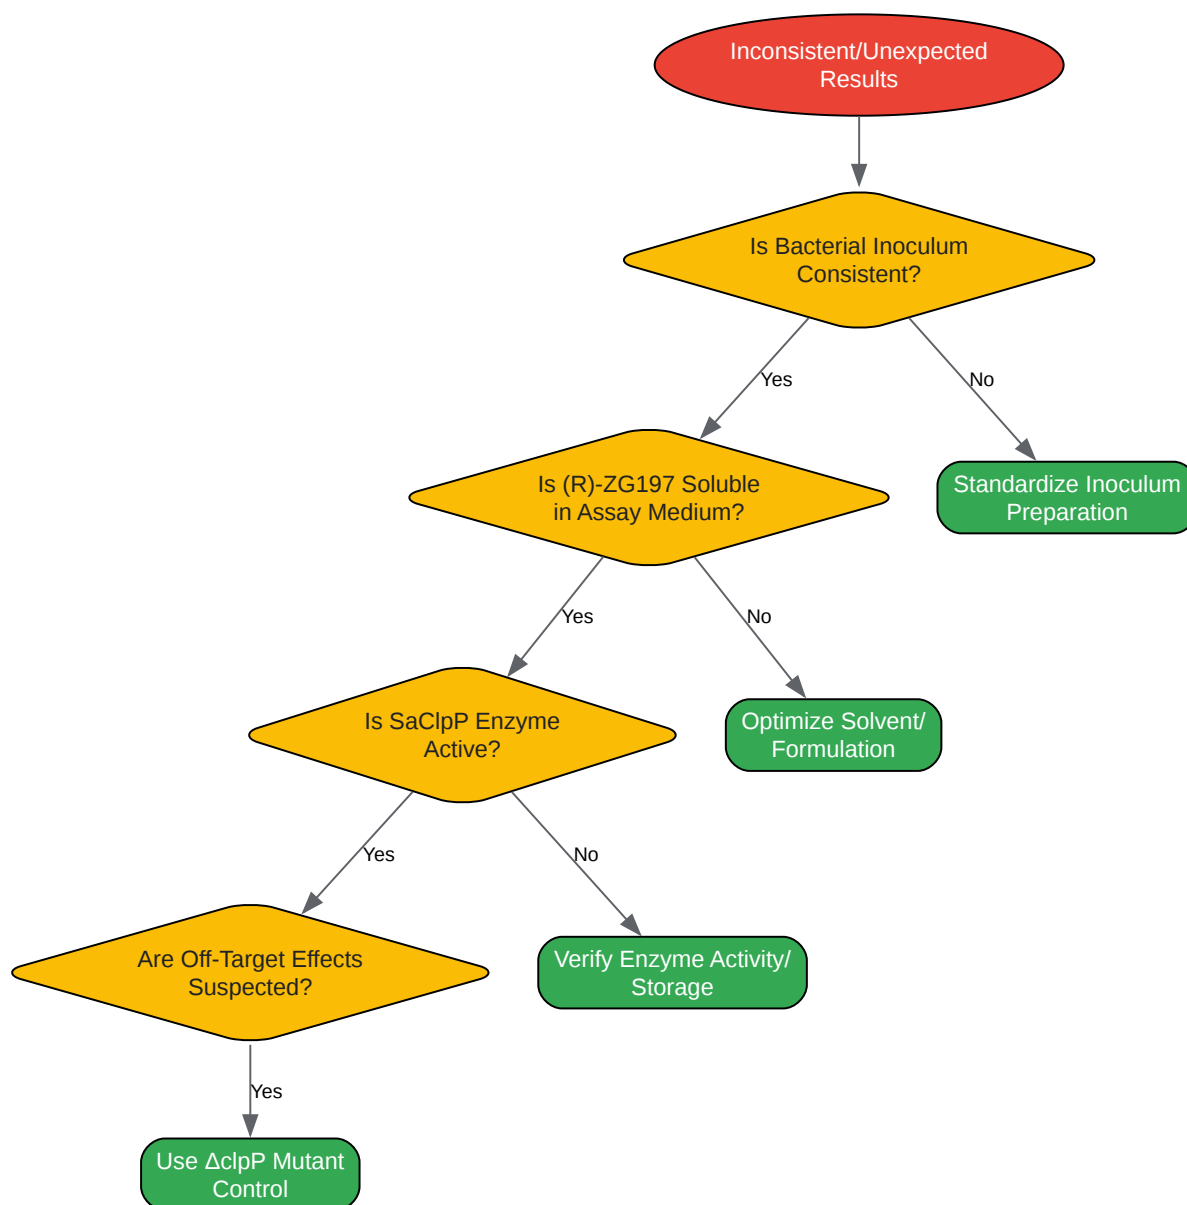 Inconsistent/Unexpected
Results
Is Bacterial Inoculum
Consistent?
Yes
No
Is (R)-ZG197 Soluble
in Assay Medium?
Standardize Inoculum
Preparation
Yes
No
Is SaClpP Enzyme
Active?
Optimize Solvent/
Formulation
Yes
No
Are Off-Target Effects
Suspected?
Verify Enzyme Activity/
Storage
Yes
Use ΔclpP Mutant
Control